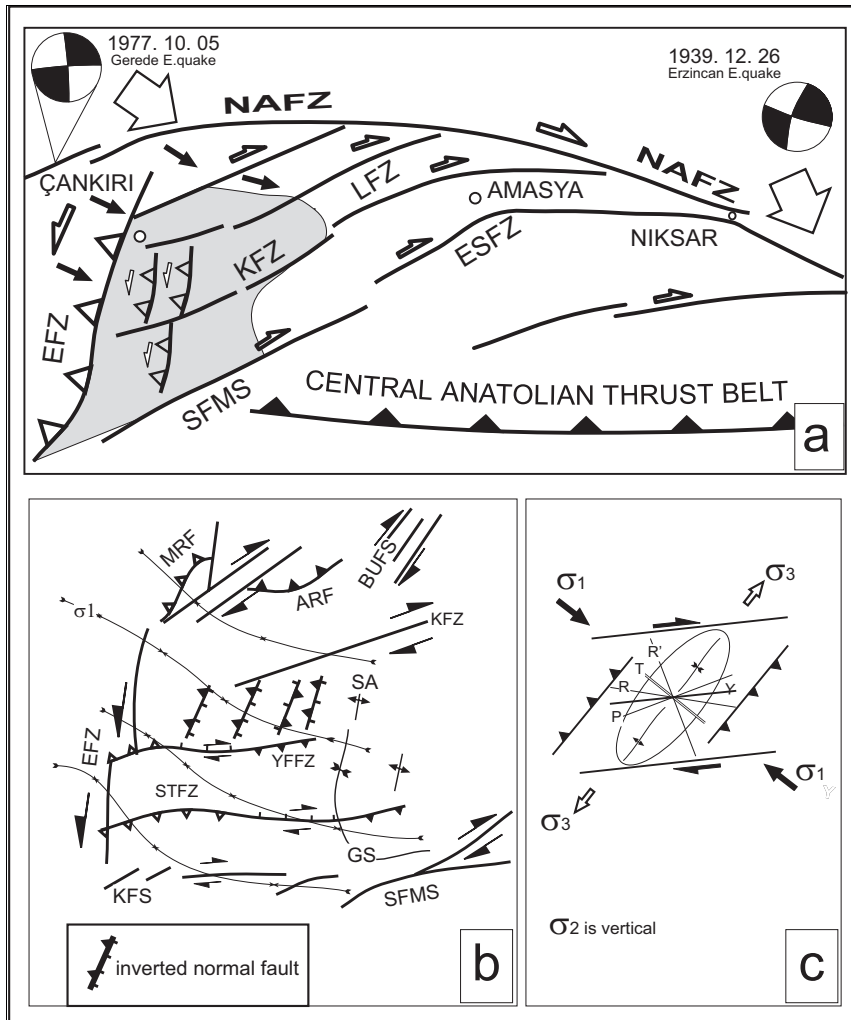 1977. 10. 05
Gerede E.quake
1939. 12. 26
Erzincan E.quake
NAFZ
NAFZ
ÇANKIRI
LFZ
AMASYA
KFZ
ESFZ
NIKSAR
EFZ
SFMS
CENTRAL ANATOLIAN THRUST BELT
a
MRF
ARF
BUFS
σ1
KFZ
SA
EFZ
YFFZ
STFZ
GS
KFS
SFMS
inverted normal fault
b
σ1
σ3
R'
T
R
Y
P
σ1
Y
σ3
σ2 is vertical
c